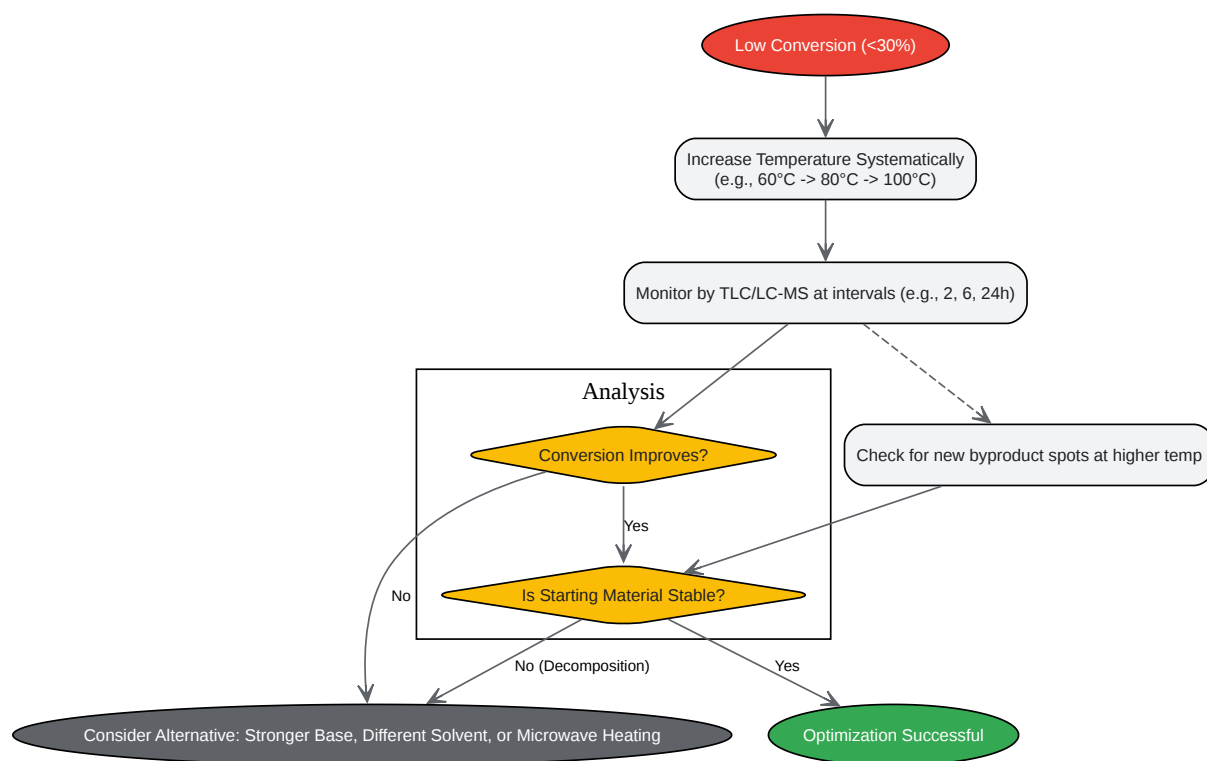 Low Conversion (<30%)
Increase Temperature Systematically
(e.g., 60°C -> 80°C -> 100°C)
Monitor by TLC/LC-MS at intervals (e.g., 2, 6, 24h)
Analysis
Conversion Improves?
Check for new byproduct spots at higher temp
Yes
Is Starting Material Stable?
No
No (Decomposition)
Yes
Consider Alternative: Stronger Base, Different Solvent, or Microwave Heating
Optimization Successful